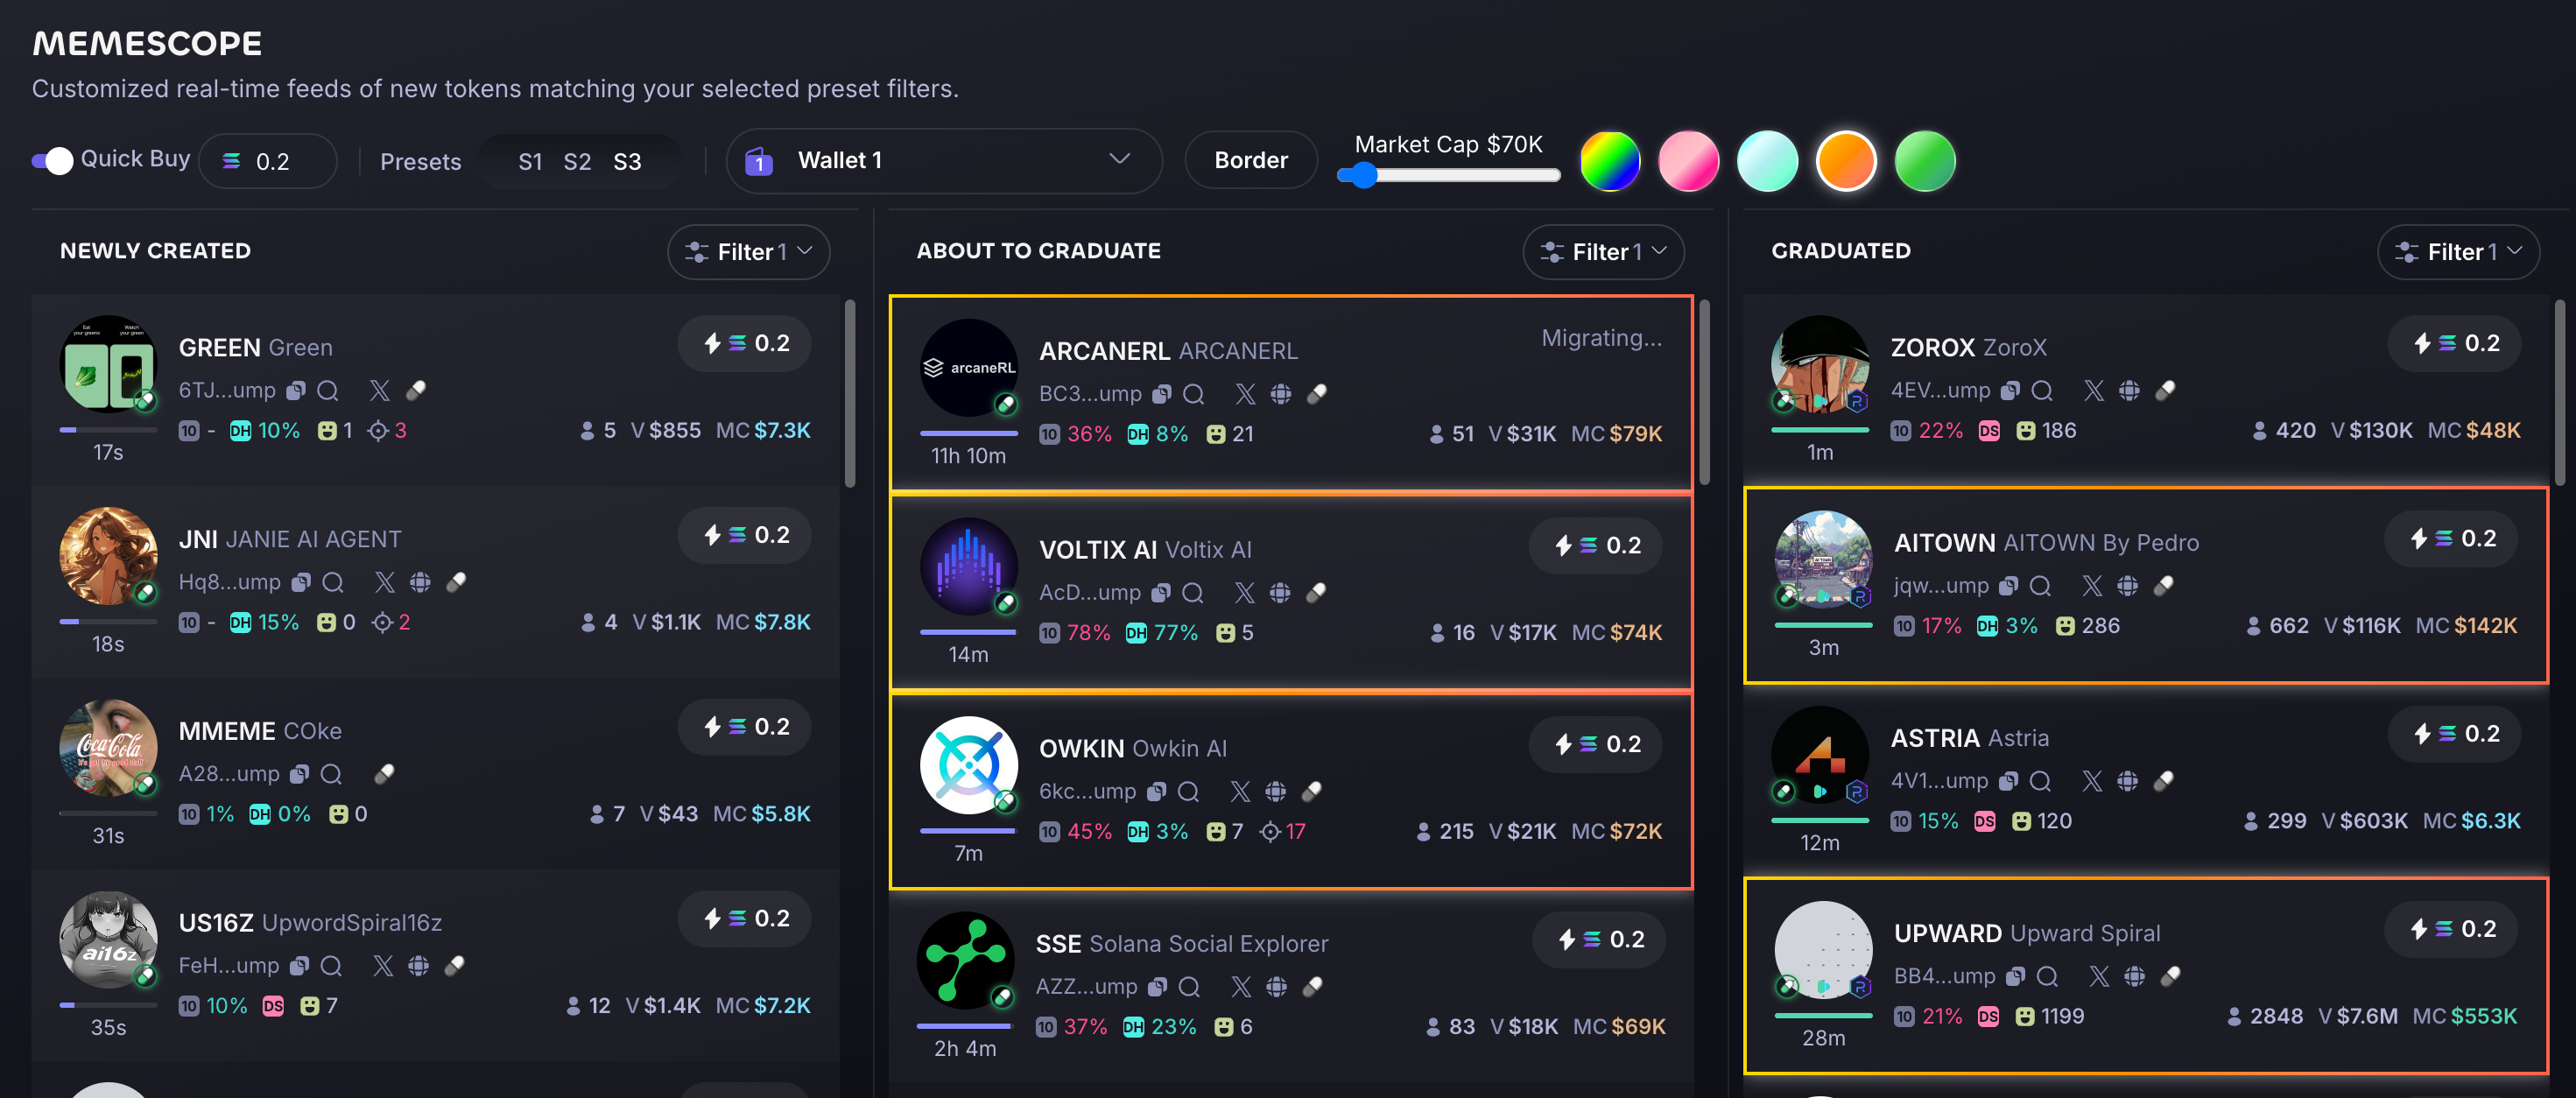 MEMESCOPE
Customized real-time feeds of new tokens matching your selected preset filters.
Quick Buy 0.2 Presets S1 S2 S3 1 Wallet 1 Border Market Cap $70K
NEWLY CREATED Filter 1
GREEN Green 0.2
6TJ...ump
10 - DH 10% 1 3 5 V $855 MC $7.3K
17s
JNI JANIE AI AGENT 0.2
Hq8...ump
10 - DH 15% 0 2 4 V $1.1K MC $7.8K
18s
Coca-Cola
MMEME COke 0.2
A28...ump
10 1% DH 0% 0 7 V $43 MC $5.8K
31s
ai16z
US16Z UpwordSpiral16z 0.2
FeH...ump
10 10% DS 7 12 V $1.4K MC $7.2K
35s
ABOUT TO GRADUATE Filter 1
arcaneRL
ARCANERL ARCANERL Migrating...
BC3...ump
10 36% DH 8% 21 51 V $31K MC $79K
11h 10m
VOLTIX AI Voltix AI 0.2
AcD...ump
10 78% DH 77% 5 16 V $17K MC $74K
14m
OWKIN Owkin AI 0.2
6kc...ump
10 45% DH 3% 7 17 215 V $21K MC $72K
7m
SSE Solana Social Explorer 0.2
AZZ...ump
10 37% DH 23% 6 83 V $18K MC $69K
2h 4m
GRADUATED Filter 1
ZOROX ZoroX 0.2
4EV...ump
10 22% DS 186 420 V $130K MC $48K
1m
AITOWN AITOWN By Pedro 0.2
jqw...ump
10 17% DH 3% 286 662 V $116K MC $142K
3m
ASTRIA Astria 0.2
4V1...ump
10 15% DS 120 299 V $603K MC $6.3K
12m
UPWARD Upward Spiral 0.2
BB4...ump
10 21% DS 1199 2848 V $7.6M MC $553K
28m